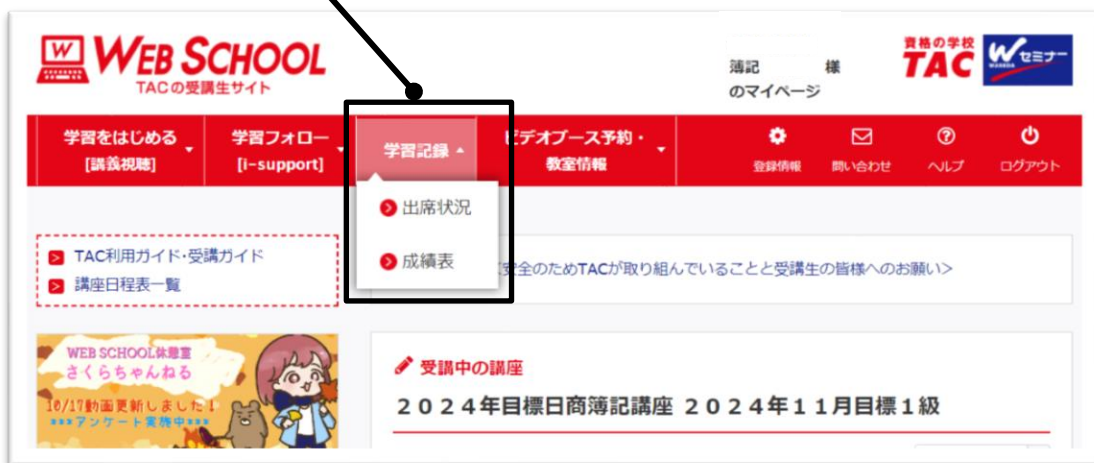 WEB SCHOOL
TACの受講生サイト
簿記 様
のマイページ
資格の学校
TAC
Wセミナー
WASEDA
学習をはじめる
[講義視聴]
学習フォロー
[i-support]
学習記録
ビデオブース予約・
教室情報
登録情報
問い合わせ
ヘルプ
ログアウト
出席状況
成績表
TAC利用ガイド・受講ガイド
講座日程表一覧
安全のためTACが取り組んでいることと受講生の皆様へのお願い>
WEB SCHOOL休憩室
さくらちゃんねる
10/17動画更新しました!
***アンケート実施中***
受講中の講座
2024年目標日商簿記講座 2024年11月目標1級